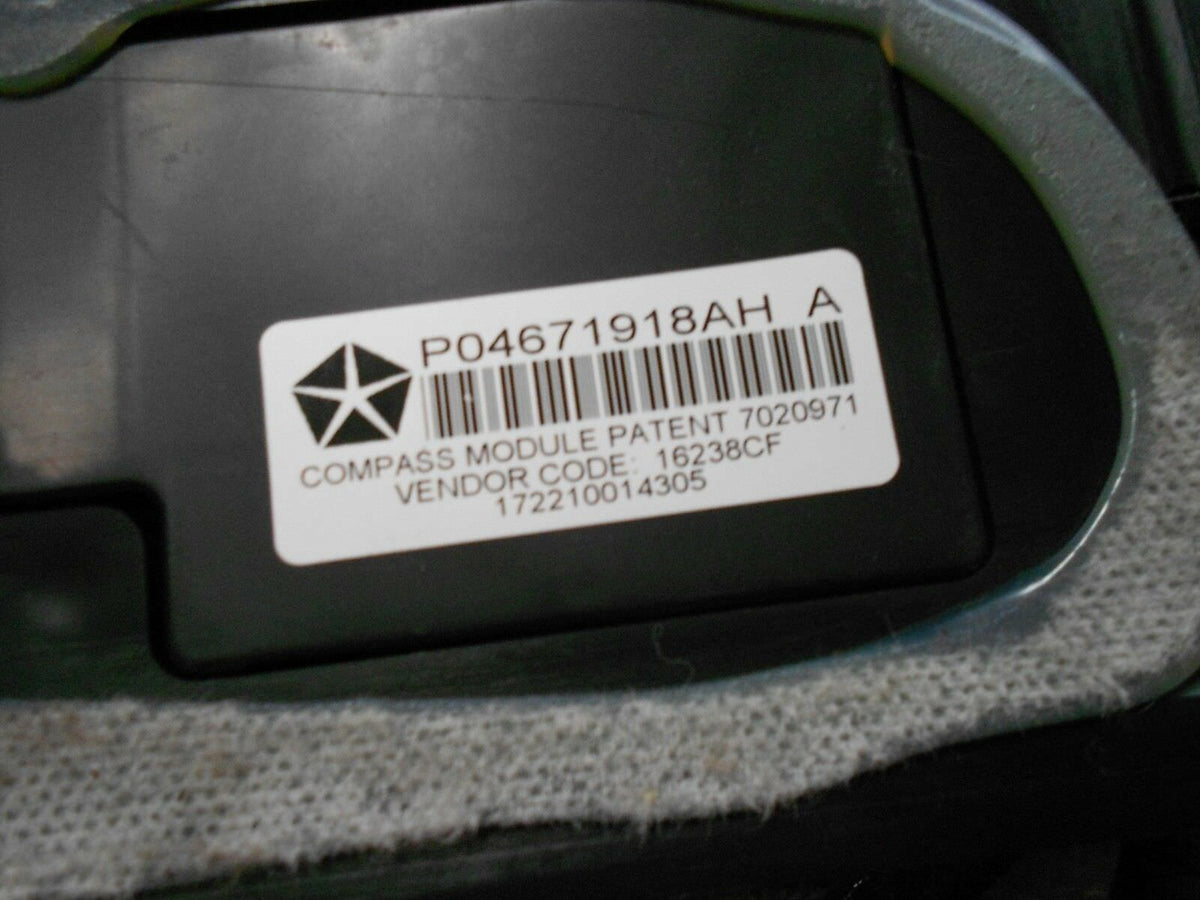 P04671918AH A
COMPASS MODULE PATENT 7020971
VENDOR CODE: 16238CF
172210014305